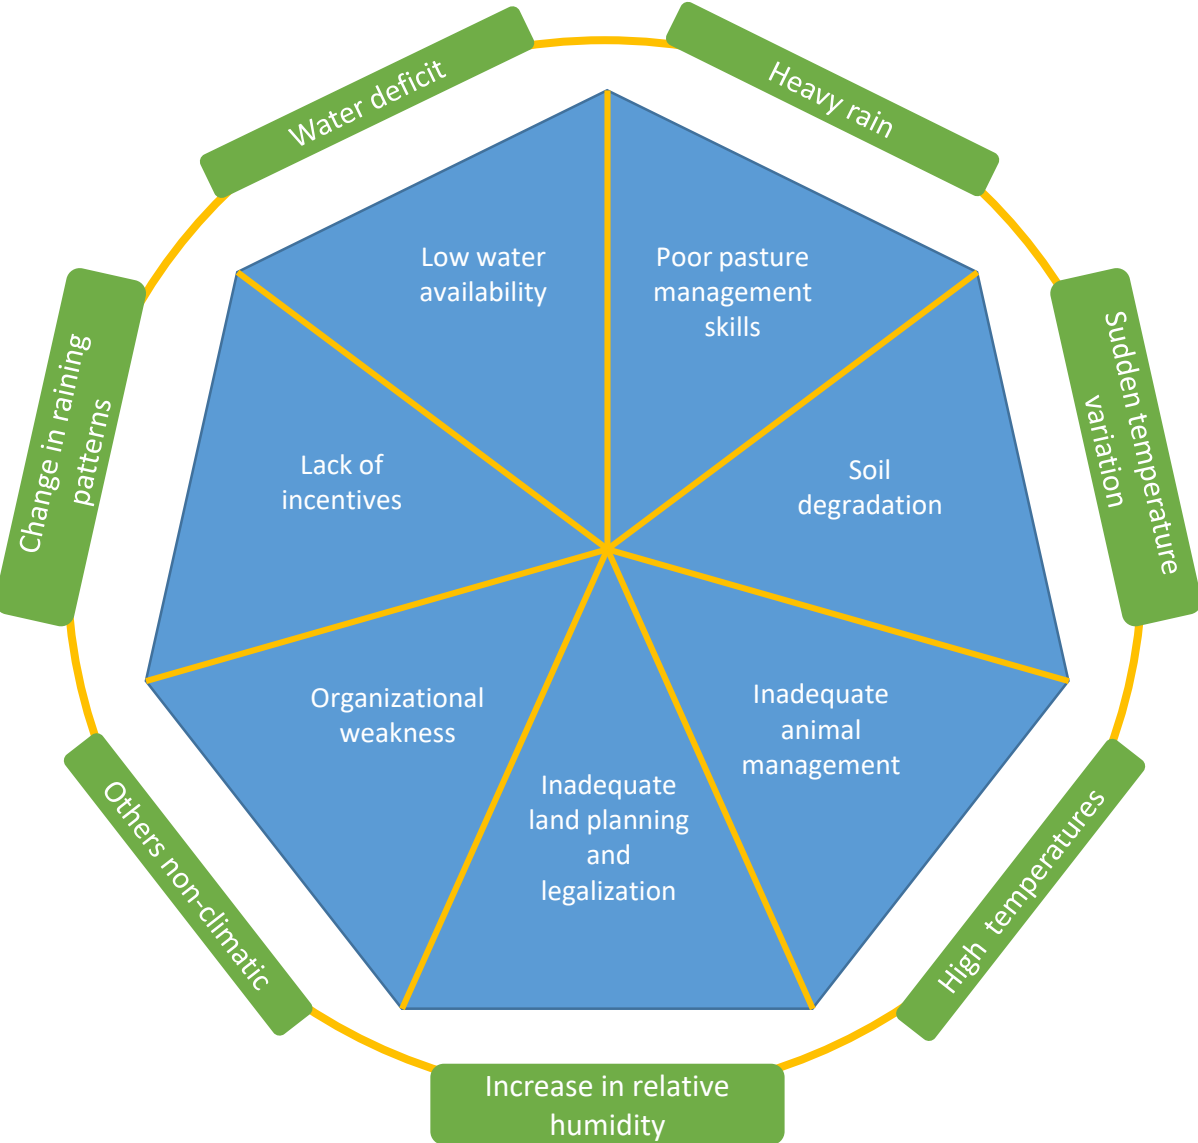 Water deficit
Heavy rain
Low water
availability
Poor pasture
management
skills
Change in raining
patterns
Sudden temperature
variation
Lack of
incentives
Soil
degradation
Organizational
weakness
Inadequate
animal
management
Inadequate
land planning
and
legalization
Others non-climatic
High  temperatures
Increase in relative
humidity